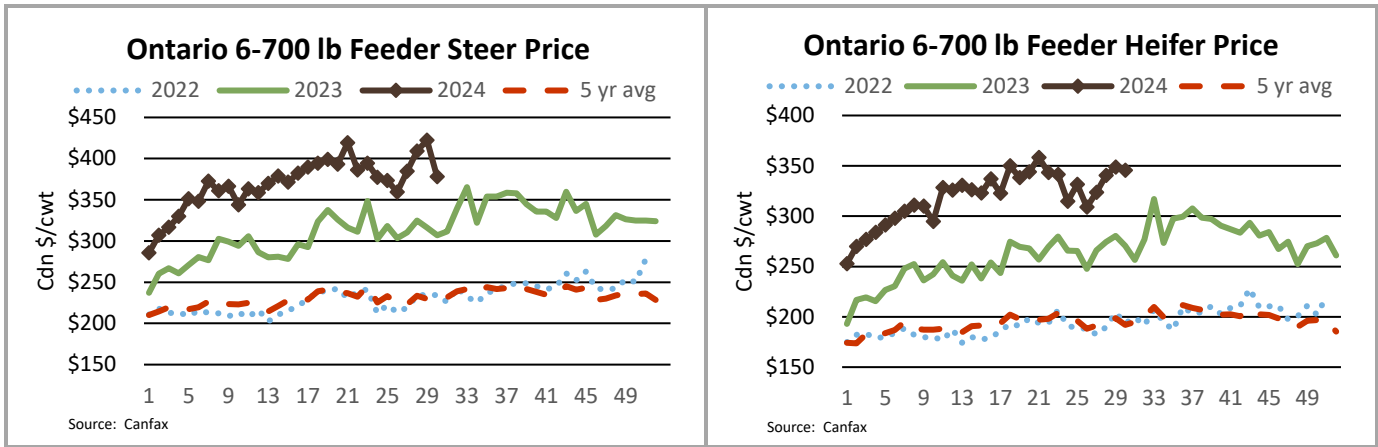 Ontario 6-700 lb Feeder Steer Price
2022 2023 2024 5 yr avg
$450
$400
$350
$300
$250
$200
$150
Cdn $/cwt
1 5 9 13 17 21 25 29 33 37 41 45 49
Source: Canfax
Ontario 6-700 lb Feeder Heifer Price
2022 2023 2024 5 yr avg
$400
$350
$300
$250
$200
$150
Cdn $/cwt
1 5 9 13 17 21 25 29 33 37 41 45 49
Source: Canfax